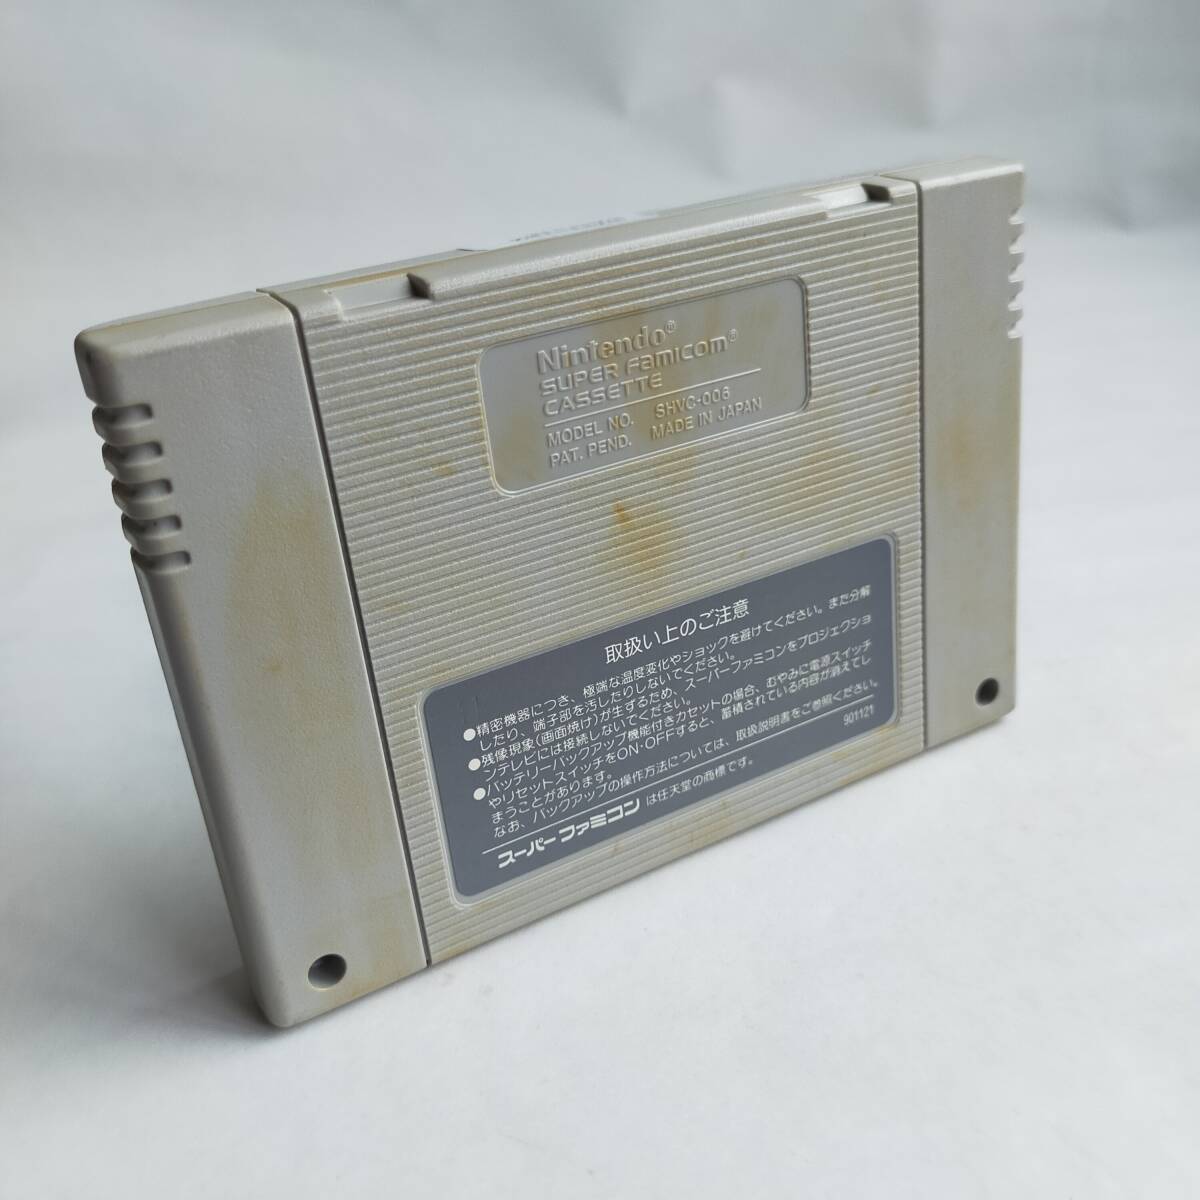 Nintendo®
SUPER Famicom®
CASSETTE
MODEL NO. SHVC-006
PAT. PEND. MADE IN JAPAN
取扱い上のご注意
●精密機器につき、極端な温度変化やショックを避けてください。また分解
したり、端子部を汚したりしないでください。
●残像現象(画面焼け)が生ずるため、スーパーファミコンをプロジェクショ
ンテレビには接続しないでください。
●バッテリーバックアップ機能付きカセットの場合、むやみに電源スイッチ
やリセットスイッチをON・OFFすると、蓄積されている内容が消えてし
まうことがあります。
なお、バックアップの操作方法については、取扱説明書をご参照ください。
901121
スーパーファミコンは任天堂の商標です。